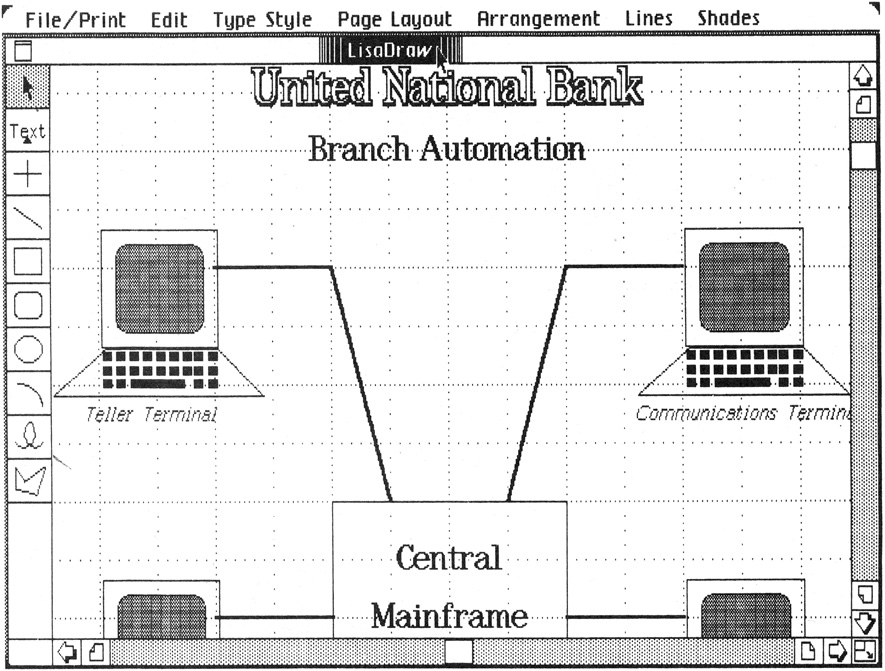 File/Print Edit Type Style Page Layout Arrangement Lines Shades
LisaDraw
Text
United National Bank
Branch Automation
Teller Terminal
Communications Termin
Central
Mainframe